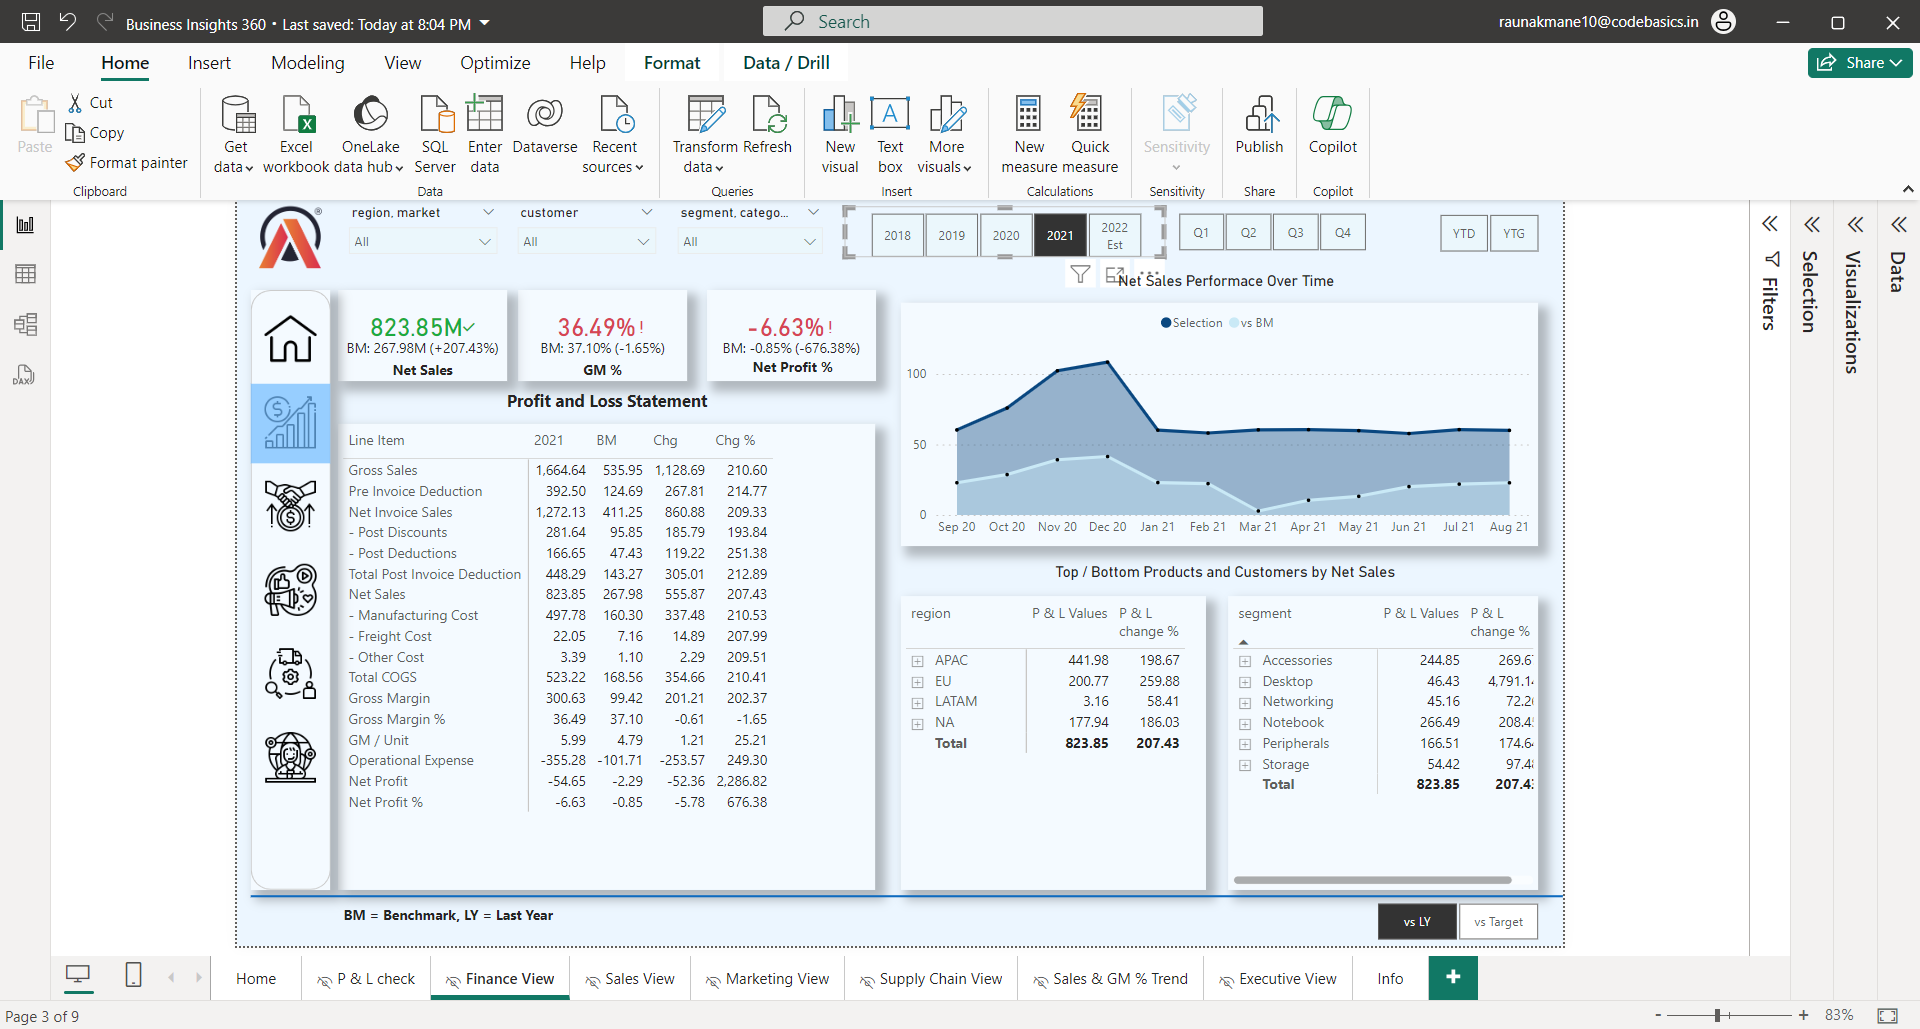 Business Insights 360 • Last saved: Today at 8:04 PM
Search
raunakmane10@codebasics.in
File Home Insert Modeling View Optimize Help Format Data / Drill
Share
Paste
Cut
Copy
Format painter
Clipboard
Get data
Excel workbook
OneLake data hub
SQL Server
Enter data
Dataverse
Recent sources
Data
Transform data
Refresh
Queries
New visual
Text box
More visuals
Insert
New measure
Quick measure
Calculations
Sensitivity
Sensitivity
Publish
Share
Copilot
Copilot
DAX
region, market
All
customer
All
segment, catego...
All
2018 2019 2020 2021 2022 Est
Q1 Q2 Q3 Q4
YTD YTG
823.85M
BM: 267.98M (+207.43%)
Net Sales
36.49% !
BM: 37.10% (-1.65%)
GM %
-6.63% !
BM: -0.85% (-676.38%)
Net Profit %
Profit and Loss Statement
Line Item 2021 BM Chg Chg %
Gross Sales 1,664.64 535.95 1,128.69 210.60
Pre Invoice Deduction 392.50 124.69 267.81 214.77
Net Invoice Sales 1,272.13 411.25 860.88 209.33
- Post Discounts 281.64 95.85 185.79 193.84
- Post Deductions 166.65 47.43 119.22 251.38
Total Post Invoice Deduction 448.29 143.27 305.01 212.89
Net Sales 823.85 267.98 555.87 207.43
- Manufacturing Cost 497.78 160.30 337.48 210.53
- Freight Cost 22.05 7.16 14.89 207.99
- Other Cost 3.39 1.10 2.29 209.51
Total COGS 523.22 168.56 354.66 210.41
Gross Margin 300.63 99.42 201.21 202.37
Gross Margin % 36.49 37.10 -0.61 -1.65
GM / Unit 5.99 4.79 1.21 25.21
Operational Expense -355.28 -101.71 -253.57 249.30
Net Profit -54.65 -2.29 -52.36 2,286.82
Net Profit % -6.63 -0.85 -5.78 676.38
Net Sales Performace Over Time
Selection vs BM
100
50
0
Sep 20 Oct 20 Nov 20 Dec 20 Jan 21 Feb 21 Mar 21 Apr 21 May 21 Jun 21 Jul 21 Aug 21
Top / Bottom Products and Customers by Net Sales
region P & L Values P & L change %
APAC 441.98 198.67
EU 200.77 259.88
LATAM 3.16 58.41
NA 177.94 186.03
Total 823.85 207.43
segment P & L Values P & L change %
Accessories 244.85 269.6
Desktop 46.43 4,791.1
Networking 45.16 72.2
Notebook 266.49 208.4
Peripherals 166.51 174.6
Storage 54.42 97.4
Total 823.85 207.4
BM = Benchmark, LY = Last Year
vs LY vs Target
Filters
Selection
Visualizations
Data
Home P & L check Finance View Sales View Marketing View Supply Chain View Sales & GM % Trend Executive View Info +
Page 3 of 9
- + 83%